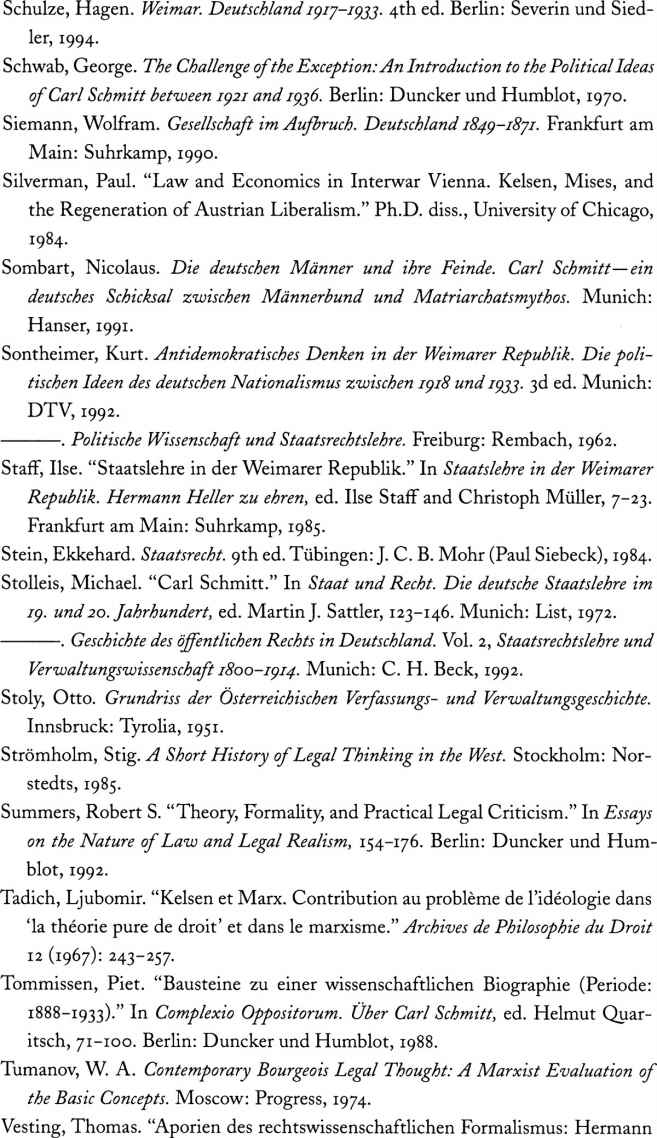 Schulze, Hagen. Weimar. Deutschland 1917–1933. 4th ed. Berlin: Severin und Sied-
ler, 1994.
Schwab, George. The Challenge of the Exception: An Introduction to the Political Ideas
of Carl Schmitt between 1921 and 1936. Berlin: Duncker und Humblot, 1970.
Siemann, Wolfram. Gesellschaft im Aufbruch. Deutschland 1849–1871. Frankfurt am
Main: Suhrkamp, 1990.
Silverman, Paul. “Law and Economics in Interwar Vienna. Kelsen, Mises, and
the Regeneration of Austrian Liberalism.” Ph.D. diss., University of Chicago,
1984.
Sombart, Nicolaus. Die deutschen Männer und ihre Feinde. Carl Schmitt—ein
deutsches Schicksal zwischen Männerbund und Matriarchatsmythos. Munich:
Hanser, 1991.
Sontheimer, Kurt. Antidemokratisches Denken in der Weimarer Republik. Die poli-
tischen Ideen des deutschen Nationalismus zwischen 1918 und 1933. 3d ed. Munich:
DTV, 1992.
———. Politische Wissenschaft und Staatsrechtslehre. Freiburg: Rembach, 1962.
Staff, Ilse. “Staatslehre in der Weimarer Republik.” In Staatslehre in der Weimarer
Republik. Hermann Heller zu ehren, ed. Ilse Staff and Christoph Müller, 7–23.
Frankfurt am Main: Suhrkamp, 1985.
Stein, Ekkehard. Staatsrecht. 9th ed. Tübingen: J. C. B. Mohr (Paul Siebeck), 1984.
Stolleis, Michael. “Carl Schmitt.” In Staat und Recht. Die deutsche Staatslehre im
19. und 20. Jahrhundert, ed. Martin J. Sattler, 123–146. Munich: List, 1972.
———. Geschichte des öffentlichen Rechts in Deutschland. Vol. 2, Staatsrechtslehre und
Verwaltungswissenschaft 1800–1914. Munich: C. H. Beck, 1992.
Stoly, Otto. Grundriss der Österreichischen Verfassungs- und Verwaltungsgeschichte.
Innsbruck: Tyrolia, 1951.
Strömholm, Stig. A Short History of Legal Thinking in the West. Stockholm: Nor-
stedts, 1985.
Summers, Robert S. “Theory, Formality, and Practical Legal Criticism.” In Essays
on the Nature of Law and Legal Realism, 154–176. Berlin: Duncker und Hum-
blot, 1992.
Tadich, Ljubomir. “Kelsen et Marx. Contribution au problème de l’idéologie dans
‘la théorie pure de droit’ et dans le marxisme.” Archives de Philosophie du Droit
12 (1967): 243–257.
Tommissen, Piet. “Bausteine zu einer wissenschaftlichen Biographie (Periode:
1888–1933).” In Complexio Oppositorum. Über Carl Schmitt, ed. Helmut Quar-
itsch, 71–100. Berlin: Duncker und Humblot, 1988.
Tumanov, W. A. Contemporary Bourgeois Legal Thought: A Marxist Evaluation of
the Basic Concepts. Moscow: Progress, 1974.
Vesting, Thomas. “Aporien des rechtswissenschaftlichen Formalismus: Hermann